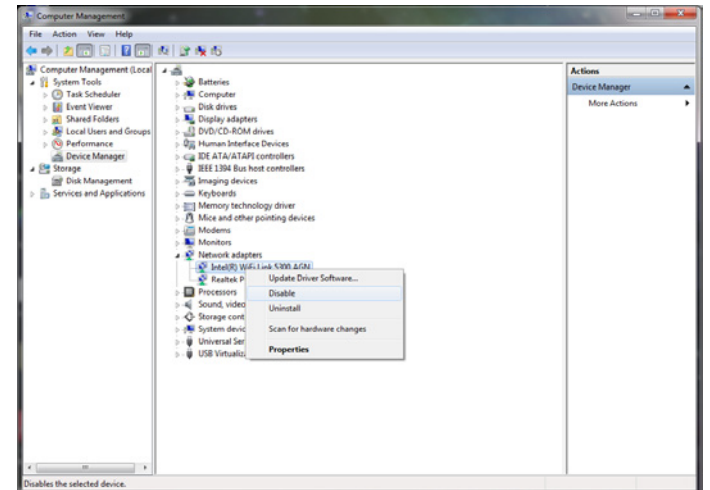 Computer Management
File Action View Help
Computer Management (Local
System Tools
Task Scheduler
Event Viewer
Shared Folders
Local Users and Groups
Performance
Device Manager
Storage
Disk Management
Services and Applications
Batteries
Computer
Disk drives
Display adapters
DVD/CD-ROM drives
Human Interface Devices
IDE ATA/ATAPI controllers
IEEE 1394 Bus host controllers
Imaging devices
Keyboards
Memory technology driver
Mice and other pointing devices
Modems
Monitors
Network adapters
Intel(R) WiFi Link 5300 AGN
Realtek P
Processors
Sound, video
Storage cont
System devic
Universal Ser
USB Virtualiz
Update Driver Software...
Disable
Uninstall
Scan for hardware changes
Properties
Actions
Device Manager
More Actions
Disables the selected device.